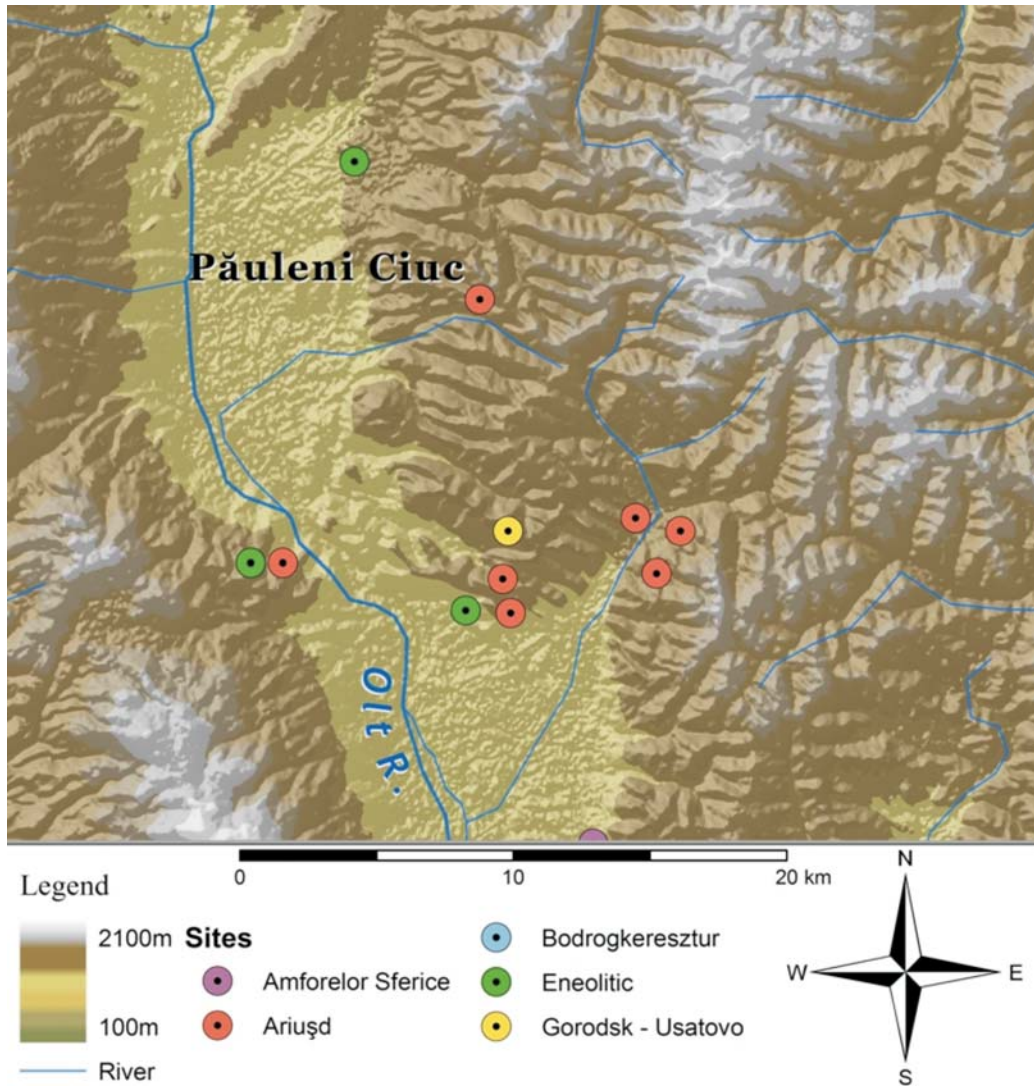 Păuleni Ciuc
Olt R.
0 10 20 km
N
W E
S
Legend
2100m
100m
River
Sites
Amforelor Sferice
Ariuşd
Bodrogkeresztur
Eneolitic
Gorodsk - Usatovo